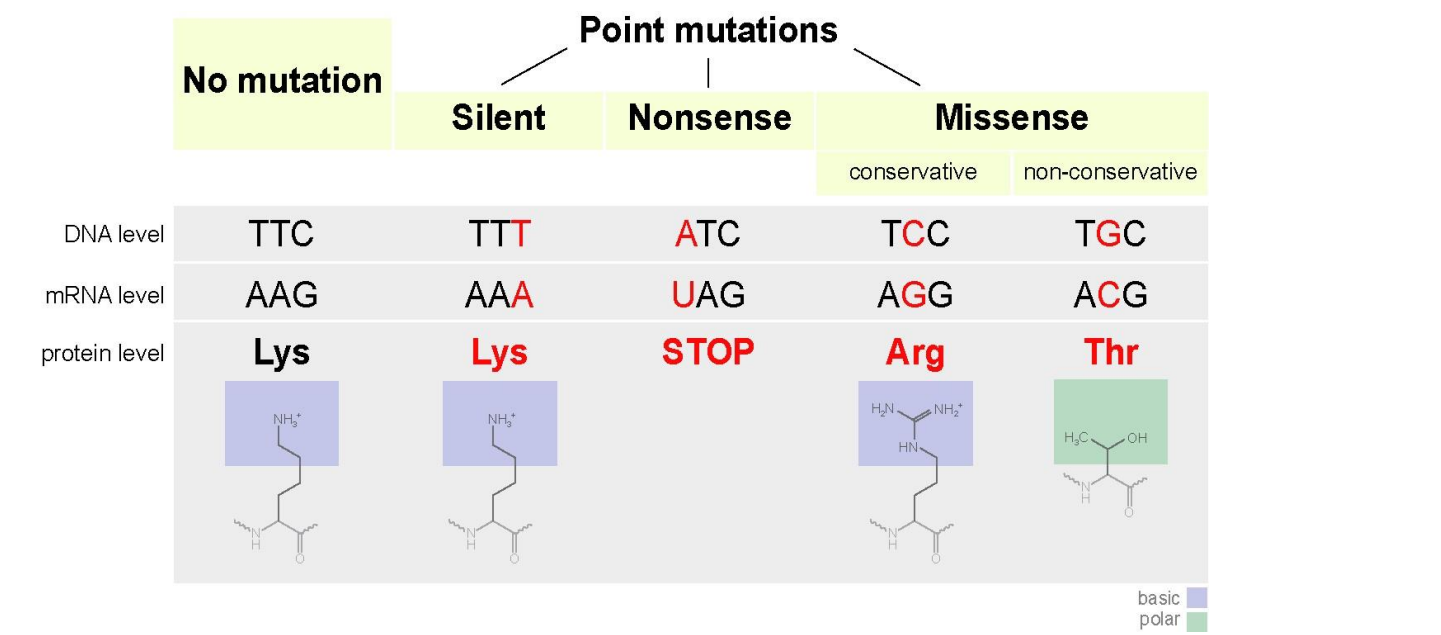 Point mutations
No mutation
Silent Nonsense Missense
conservative non-conservative
DNA level TTC TTT ATC TCC TGC
mRNA level AAG AAA UAG AGG ACG
protein level Lys Lys STOP Arg Thr
NH3+ NH3+ H2N NH2+ HN H3C OH
N H O N H O N H O N H O
basic
polar